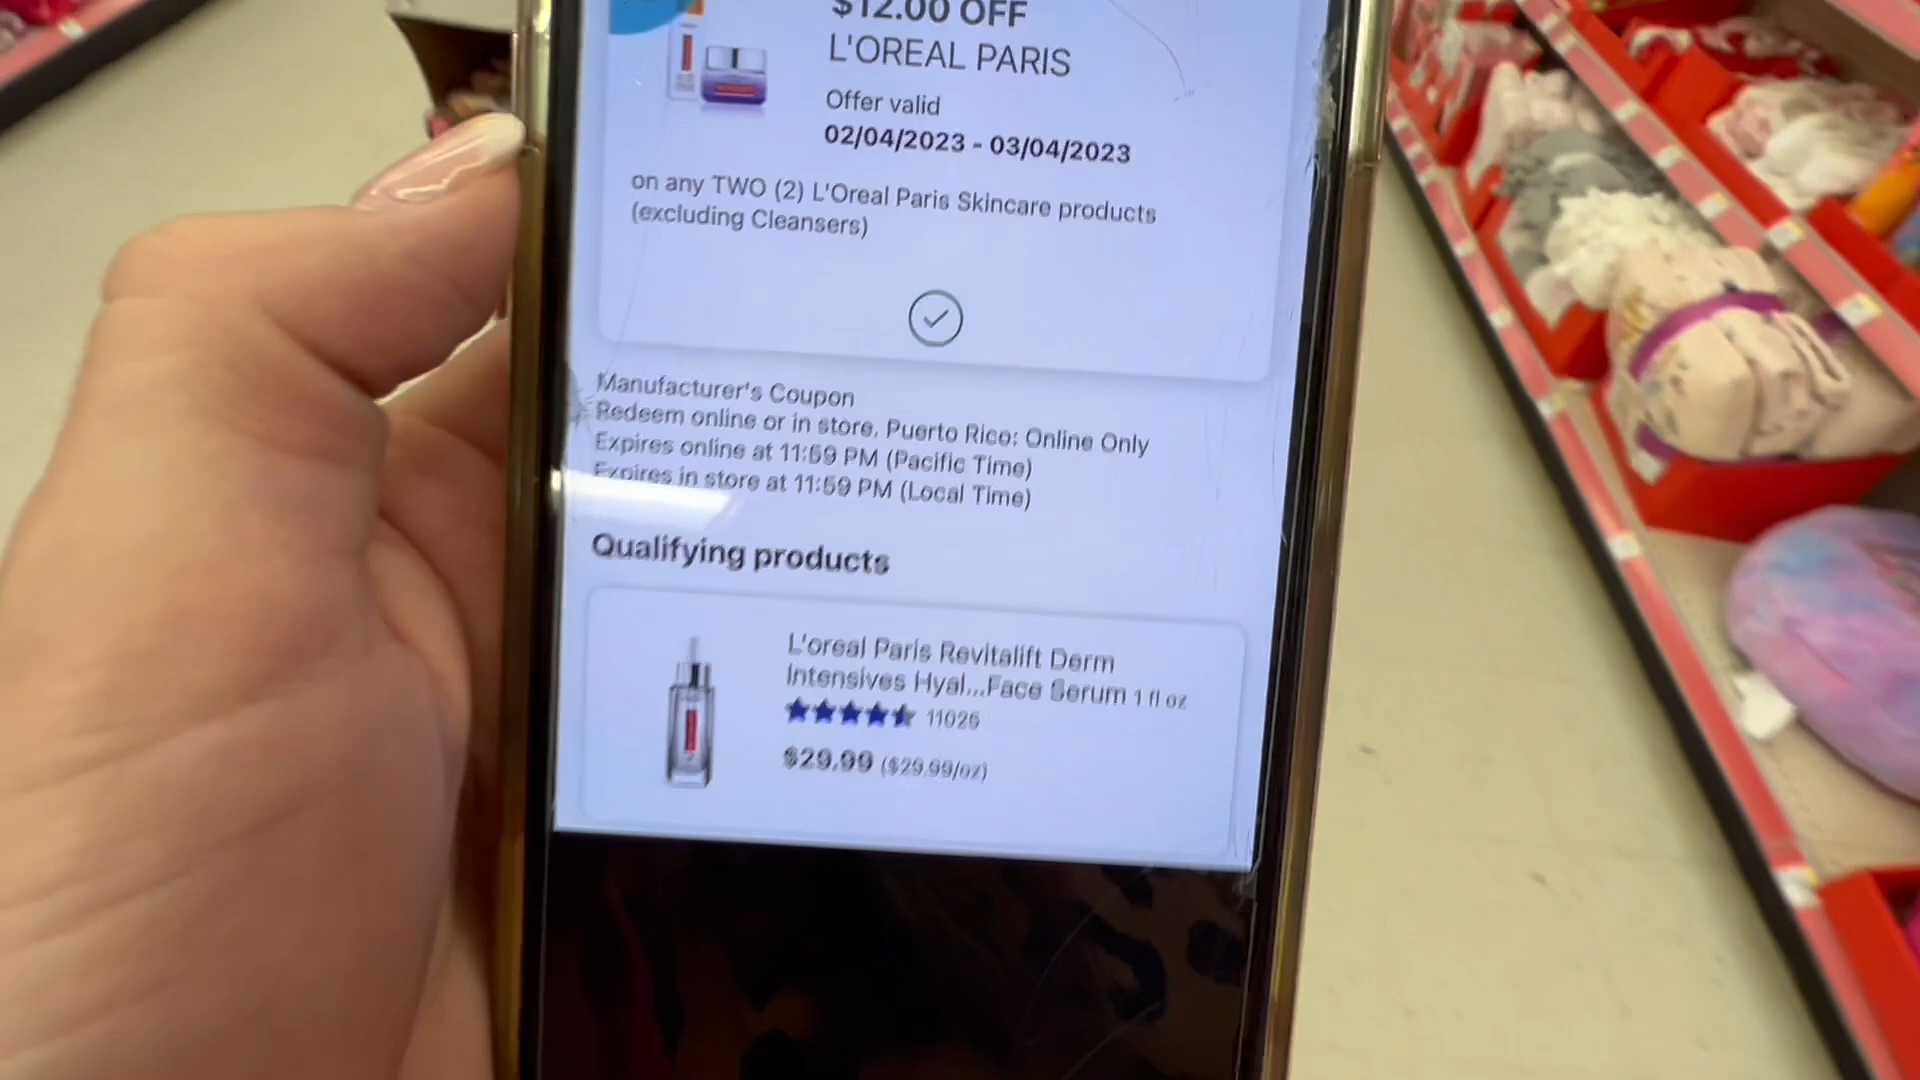 $12.00 OFF
L'OREAL PARIS
Offer valid
02/04/2023 - 03/04/2023
on any TWO (2) L'Oreal Paris Skincare products
(excluding Cleansers)
Manufacturer's Coupon
Redeem online or in store, Puerto Rico: Online Only
Expires online at 11:59 PM (Pacific Time)
Expires in store at 11:59 PM (Local Time)
Qualifying products
L'oreal Paris Revitalift Derm
Intensives Hyal...Face Serum 1 fl oz
11025
$29.99 ($29.99/oz)